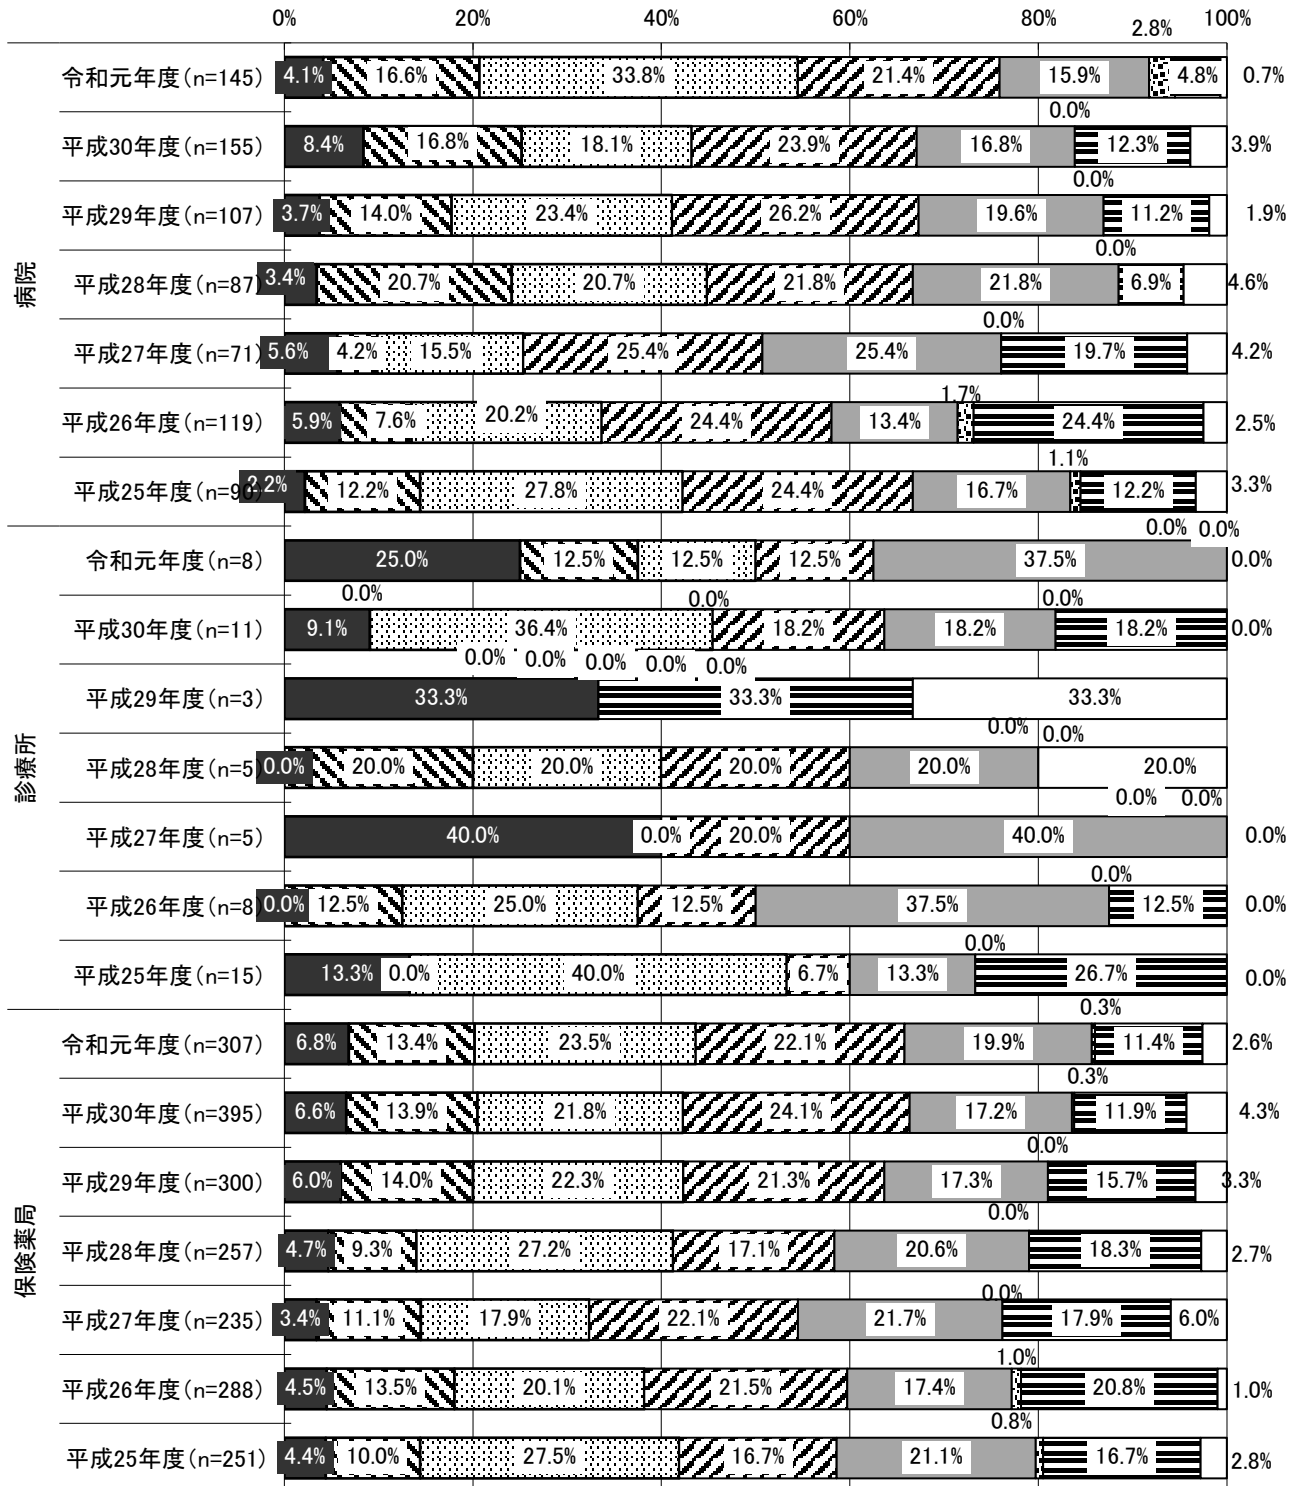 0% 20% 40% 60% 80% 100%
2.8%
病院
令和元年度(n=145) 4.1% 16.6% 33.8% 21.4% 15.9% 4.8% 0.7%
0.0%
平成30年度(n=155) 8.4% 16.8% 18.1% 23.9% 16.8% 12.3% 3.9%
0.0%
平成29年度(n=107) 3.7% 14.0% 23.4% 26.2% 19.6% 11.2% 1.9%
0.0%
平成28年度(n=87) 3.4% 20.7% 20.7% 21.8% 21.8% 6.9% 4.6%
0.0%
平成27年度(n=71) 5.6% 4.2% 15.5% 25.4% 25.4% 19.7% 4.2%
1.7%
平成26年度(n=119) 5.9% 7.6% 20.2% 24.4% 13.4% 24.4% 2.5%
1.1%
平成25年度(n=90) 2.2% 12.2% 27.8% 24.4% 16.7% 12.2% 3.3%
診療所
0.0% 0.0%
令和元年度(n=8) 25.0% 12.5% 12.5% 12.5% 37.5% 0.0%
0.0% 0.0% 0.0%
平成30年度(n=11) 9.1% 36.4% 18.2% 18.2% 18.2% 0.0%
0.0% 0.0% 0.0% 0.0% 0.0%
平成29年度(n=3) 33.3% 33.3% 33.3%
0.0% 0.0%
平成28年度(n=5) 0.0% 20.0% 20.0% 20.0% 20.0% 20.0%
0.0% 0.0%
平成27年度(n=5) 40.0% 0.0% 20.0% 40.0% 0.0%
0.0%
平成26年度(n=8) 0.0% 12.5% 25.0% 12.5% 37.5% 12.5% 0.0%
0.0%
平成25年度(n=15) 13.3% 0.0% 40.0% 6.7% 13.3% 26.7% 0.0%
保険薬局
0.3%
令和元年度(n=307) 6.8% 13.4% 23.5% 22.1% 19.9% 11.4% 2.6%
0.3%
平成30年度(n=395) 6.6% 13.9% 21.8% 24.1% 17.2% 11.9% 4.3%
0.0%
平成29年度(n=300) 6.0% 14.0% 22.3% 21.3% 17.3% 15.7% 3.3%
0.0%
平成28年度(n=257) 4.7% 9.3% 27.2% 17.1% 20.6% 18.3% 2.7%
0.0%
平成27年度(n=235) 3.4% 11.1% 17.9% 22.1% 21.7% 17.9% 6.0%
1.0%
平成26年度(n=288) 4.5% 13.5% 20.1% 21.5% 17.4% 20.8% 1.0%
0.8%
平成25年度(n=251) 4.4% 10.0% 27.5% 16.7% 21.1% 16.7% 2.8%